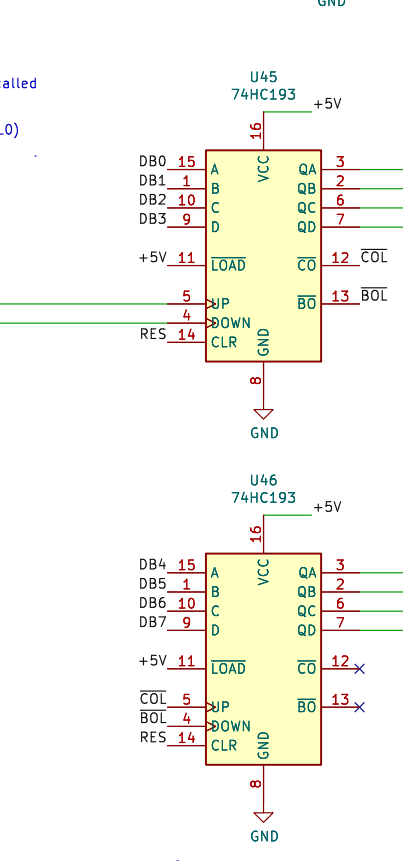 GND
called
L0)
U45
74HC193
+5V
16
VCC
DB0 15 A QA 3
DB1 1 B QB 2
DB2 10 C QC 6
DB3 9 D QD 7
+5V 11 LOAD CO 12 COL
5 UP BO 13 BOL
4 DOWN
RES 14 CLR
GND
8
GND
U46
74HC193
+5V
16
VCC
DB4 15 A QA 3
DB5 1 B QB 2
DB6 10 C QC 6
DB7 9 D QD 7
+5V 11 LOAD CO 12
COL 5 UP BO 13
BOL 4 DOWN
RES 14 CLR
GND
8
GND